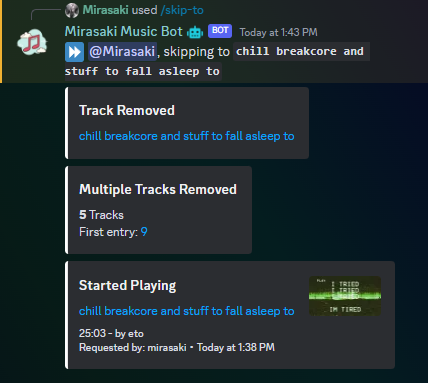 Mirasaki used /skip-to
Mirasaki Music Bot BOT Today at 1:43 PM
@Mirasaki, skipping to chill breakcore and
stuff to fall asleep to
Track Removed
chill breakcore and stuff to fall asleep to
Multiple Tracks Removed
5 Tracks
First entry: 9
Started Playing
chill breakcore and stuff to fall asleep to
25:03 - by eto
Requested by: mirasaki • Today at 1:38 PM
PLAY
I TRIED
I TRIED
I TRIED
IM TIRED